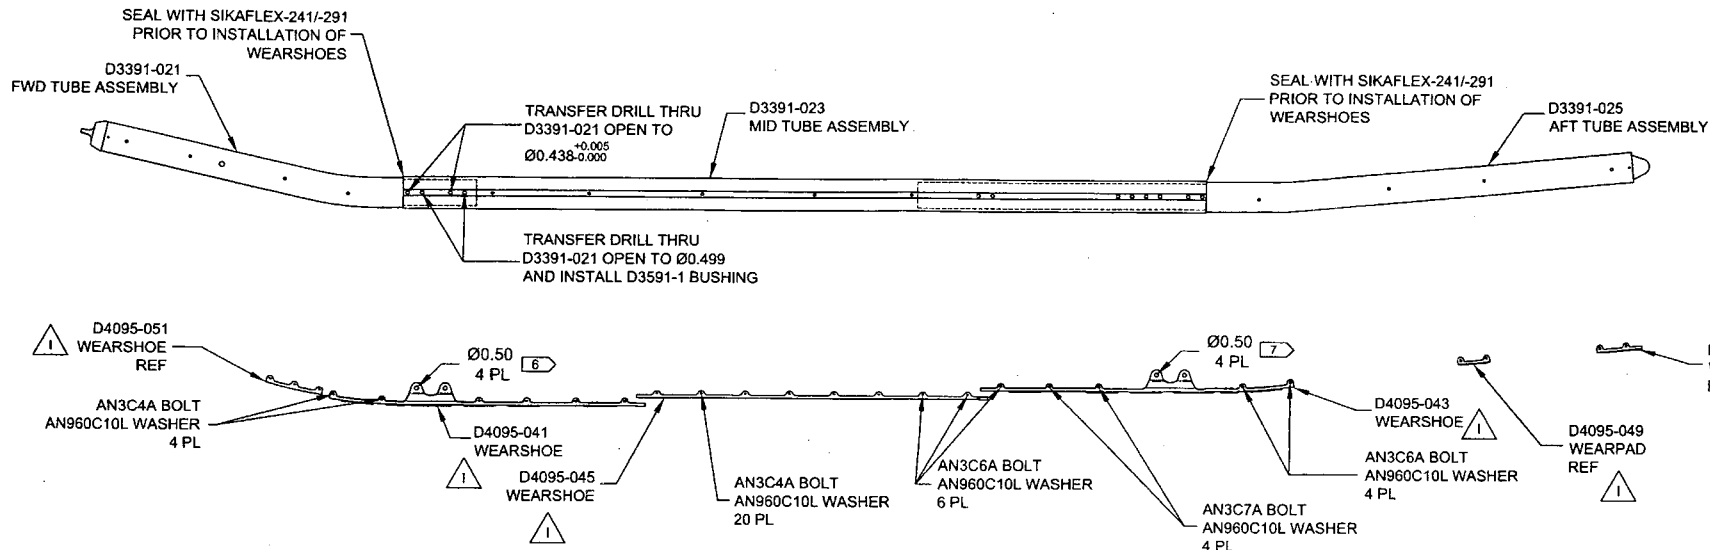 SEAL WITH SIKAFLEX-241/-291
PRIOR TO INSTALLATION OF
WEARSHOES
D3391-021
FWD TUBE ASSEMBLY
TRANSFER DRILL THRU
D3391-021 OPEN TO
Ø0.438+0.005
-0.000
D3391-023
MID TUBE ASSEMBLY
SEAL WITH SIKAFLEX-241/-291
PRIOR TO INSTALLATION OF
WEARSHOES
D3391-025
AFT TUBE ASSEMBLY
TRANSFER DRILL THRU
D3391-021 OPEN TO Ø0.499
AND INSTALL D3591-1 BUSHING
1
D4095-051
WEARSHOE
REF
Ø0.50
4 PL
6
Ø0.50
4 PL
7
AN3C4A BOLT
AN960C10L WASHER
4 PL
D4095-041
WEARSHOE
1
D4095-045
WEARSHOE
1
AN3C4A BOLT
AN960C10L WASHER
20 PL
AN3C6A BOLT
AN960C10L WASHER
6 PL
AN3C7A BOLT
AN960C10L WASHER
4 PL
D4095-043
WEARSHOE
1
AN3C6A BOLT
AN960C10L WASHER
4 PL
D4095-049
WEARPAD
REF
1